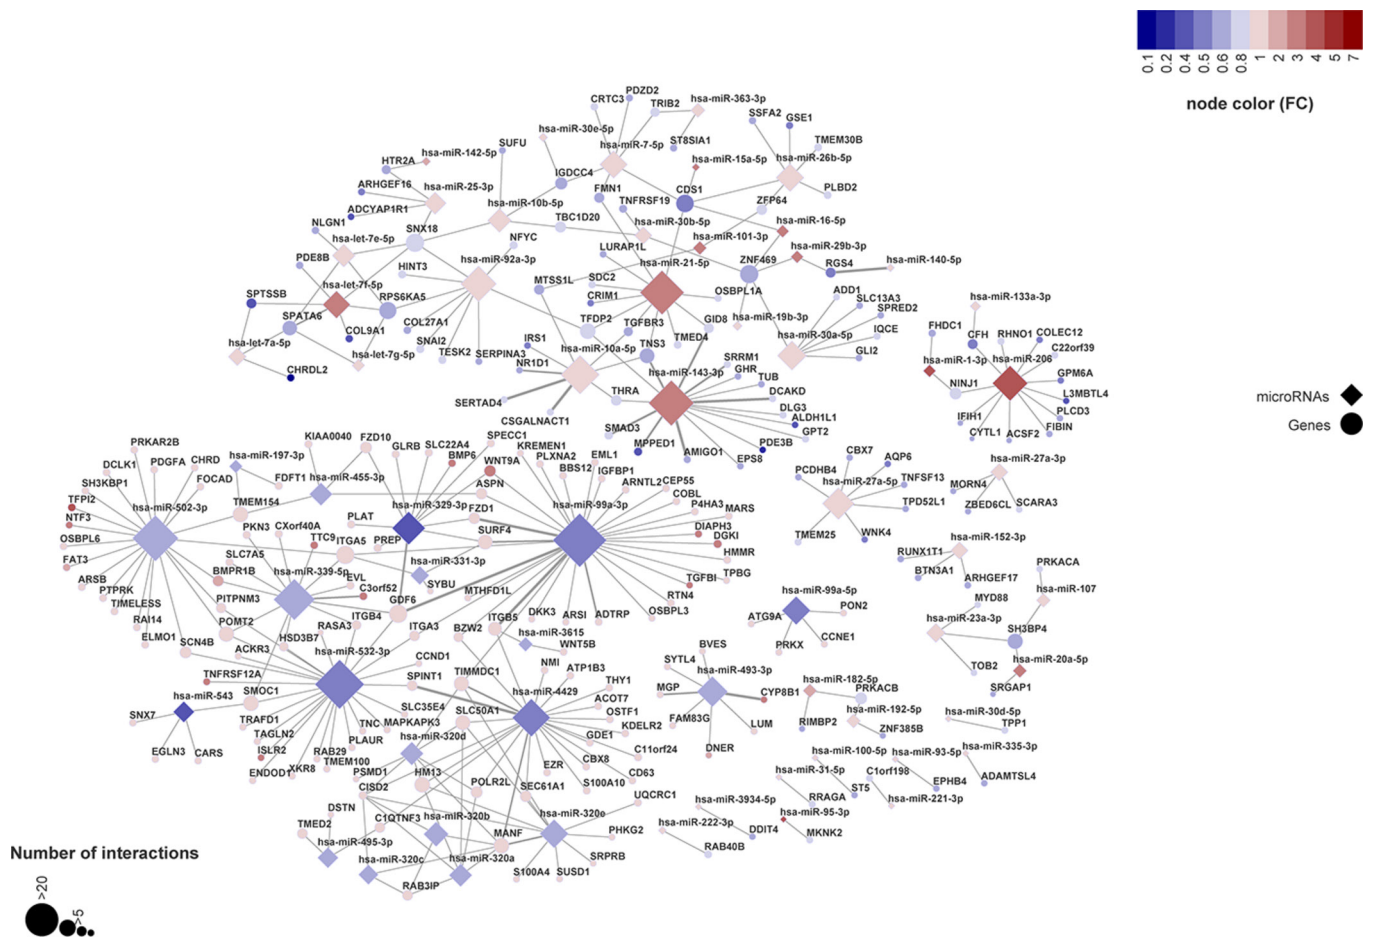 0.1 0.2 0.4 0.5 0.6 0.8 1 2 3 4 5 7
node color (FC)
microRNAs
Genes
Number of interactions
>20
>5
PDZD2
CRTC3
TRIB2
hsa-miR-363-3p
SSFA2
GSE1
hsa-miR-30e-5p
hsa-miR-7-5p
ST8SIA1
TMEM30B
hsa-miR-26b-5p
SUFU
hsa-miR-142-5p
HTR2A
hsa-miR-15a-5p
IGDCC4
ARHGEF16
hsa-miR-25-3p
FMN1
CDS1
PLBD2
ADCYAP1R1
hsa-miR-10b-5p
TNFRSF19
ZFP64
NLGN1
TBC1D20
hsa-miR-30b-5p
hsa-miR-16-5p
SNX18
hsa-let-7e-5p
NFYC
hsa-miR-101-3p
LURAP1L
hsa-miR-29b-3p
PDE8B
hsa-miR-92a-3p
hsa-miR-21-5p
ZNF469
RGS4
hsa-miR-140-5p
HINT3
MTSS1L
SDC2
hsa-let-7f-5p
OSBPL1A
ADD1
SPTSSB
RPS6KA5
CRIM1
SLC13A3
hsa-miR-133a-3p
SPATA6
SPRED2
COL27A1
TFDP2
TGFBR3
GID8
hsa-miR-19b-3p
COL9A1
IRS1
hsa-miR-30a-5p
IQCE
FHDC1
CFH
RHNO1
COLEC12
hsa-let-7a-5p
SNAI2
TNS3
TMED4
hsa-let-7g-5p
TESK2
SERPINA3
hsa-miR-10a-5p
GLI2
C22orf39
NR1D1
SRRM1
hsa-miR-1-3p
hsa-miR-206
CHRDL2
GHR
hsa-miR-143-3p
TUB
GPM6A
NINJ1
THRA
DCAKD
L3MBTL4
SERTAD4
DLG3
PLCD3
CSGALNACT1
ALDH1L1
IFIH1
FIBIN
SMAD3
GPT2
CYTL1
ACSF2
MPPED1
PDE3B
AMIGO1
EPS8
PRKAR2B
KIAA0040
FZD10
GLRB
SLC22A4
SPECC1
KREMEN1
EML1
hsa-miR-197-3p
BMP6
PLXNA2
DCLK1
PDGFA
CHRD
WNT9A
BBS12
IGFBP1
SH3KBP1
FOCAD
FDFT1
hsa-miR-455-3p
ASPN
ARNTL2
CEP55
TFPI2
TMEM154
COBL
hsa-miR-502-3p
hsa-miR-329-3p
hsa-miR-99a-3p
P4HA3
MARS
NTF3
PLAT
FZD1
PKN3
CXorf40A
DIAPH3
OSBPL6
TTC9
ITGA5
PREP
SURF4
DGKI
SLC7A5
HMMR
FAT3
BMPR1B
hsa-miR-339-5p
hsa-miR-331-3p
TPBG
ARSB
EVL
SYBU
TGFBI
PTPRK
C3orf52
MTHFD1L
RTN4
TIMELESS
PITPNM3
GDF6
OSBPL3
RAI14
POMT2
ITGB4
ITGB5
DKK3
ARSI
ADTRP
ELMO1
RASA3
ITGA3
BZW2
hsa-miR-3615
SCN4B
HSD3B7
WNT5B
ACKR3
hsa-miR-532-3p
CCND1
TNFRSF12A
SPINT1
TIMMDC1
NMI
ATP1B3
hsa-miR-543
THY1
SMOC1
hsa-miR-4429
ACOT7
SNX7
SLC35E4
SLC50A1
OSTF1
TRAFD1
TNC
MAPKAPK3
KDELR2
TAGLN2
PLAUR
hsa-miR-320d
GDE1
EGLN3
CARS
ISLR2
RAB29
C11orf24
TMEM100
CBX8
ENDOD1
XKR8
PSMD1
HM13
EZR
CD63
CISD2
POLR2L
SEC61A1
S100A10
DSTN
UQCRC1
TMED2
C1QTNF3
hsa-miR-320b
hsa-miR-320e
MANF
PHKG2
hsa-miR-495-3p
hsa-miR-320c
hsa-miR-320a
SRPRB
RAB3IP
S100A4
SUSD1
CBX7
AQP6
PCDHB4
hsa-miR-27a-5p
TNFSF13
TPD52L1
TMEM25
WNK4
hsa-miR-27a-3p
MORN4
ZBED6CL
SCARA3
RUNX1T1
hsa-miR-152-3p
BTN3A1
ARHGEF17
PRKACA
hsa-miR-107
MYD88
hsa-miR-23a-3p
SH3BP4
TOB2
hsa-miR-20a-5p
SRGAP1
hsa-miR-99a-5p
ATG9A
PON2
PRKX
CCNE1
BVES
SYTL4
hsa-miR-493-3p
MGP
CYP8B1
FAM83G
LUM
DNER
hsa-miR-182-5p
PRKACB
RIMBP2
hsa-miR-192-5p
ZNF385B
hsa-miR-30d-5p
TPP1
hsa-miR-100-5p
hsa-miR-93-5p
hsa-miR-335-3p
hsa-miR-31-5p
C1orf198
EPHB4
ADAMTSL4
ST5
RRAGA
hsa-miR-221-3p
hsa-miR-3934-5p
hsa-miR-95-3p
hsa-miR-222-3p
DDIT4
MKNK2
RAB40B